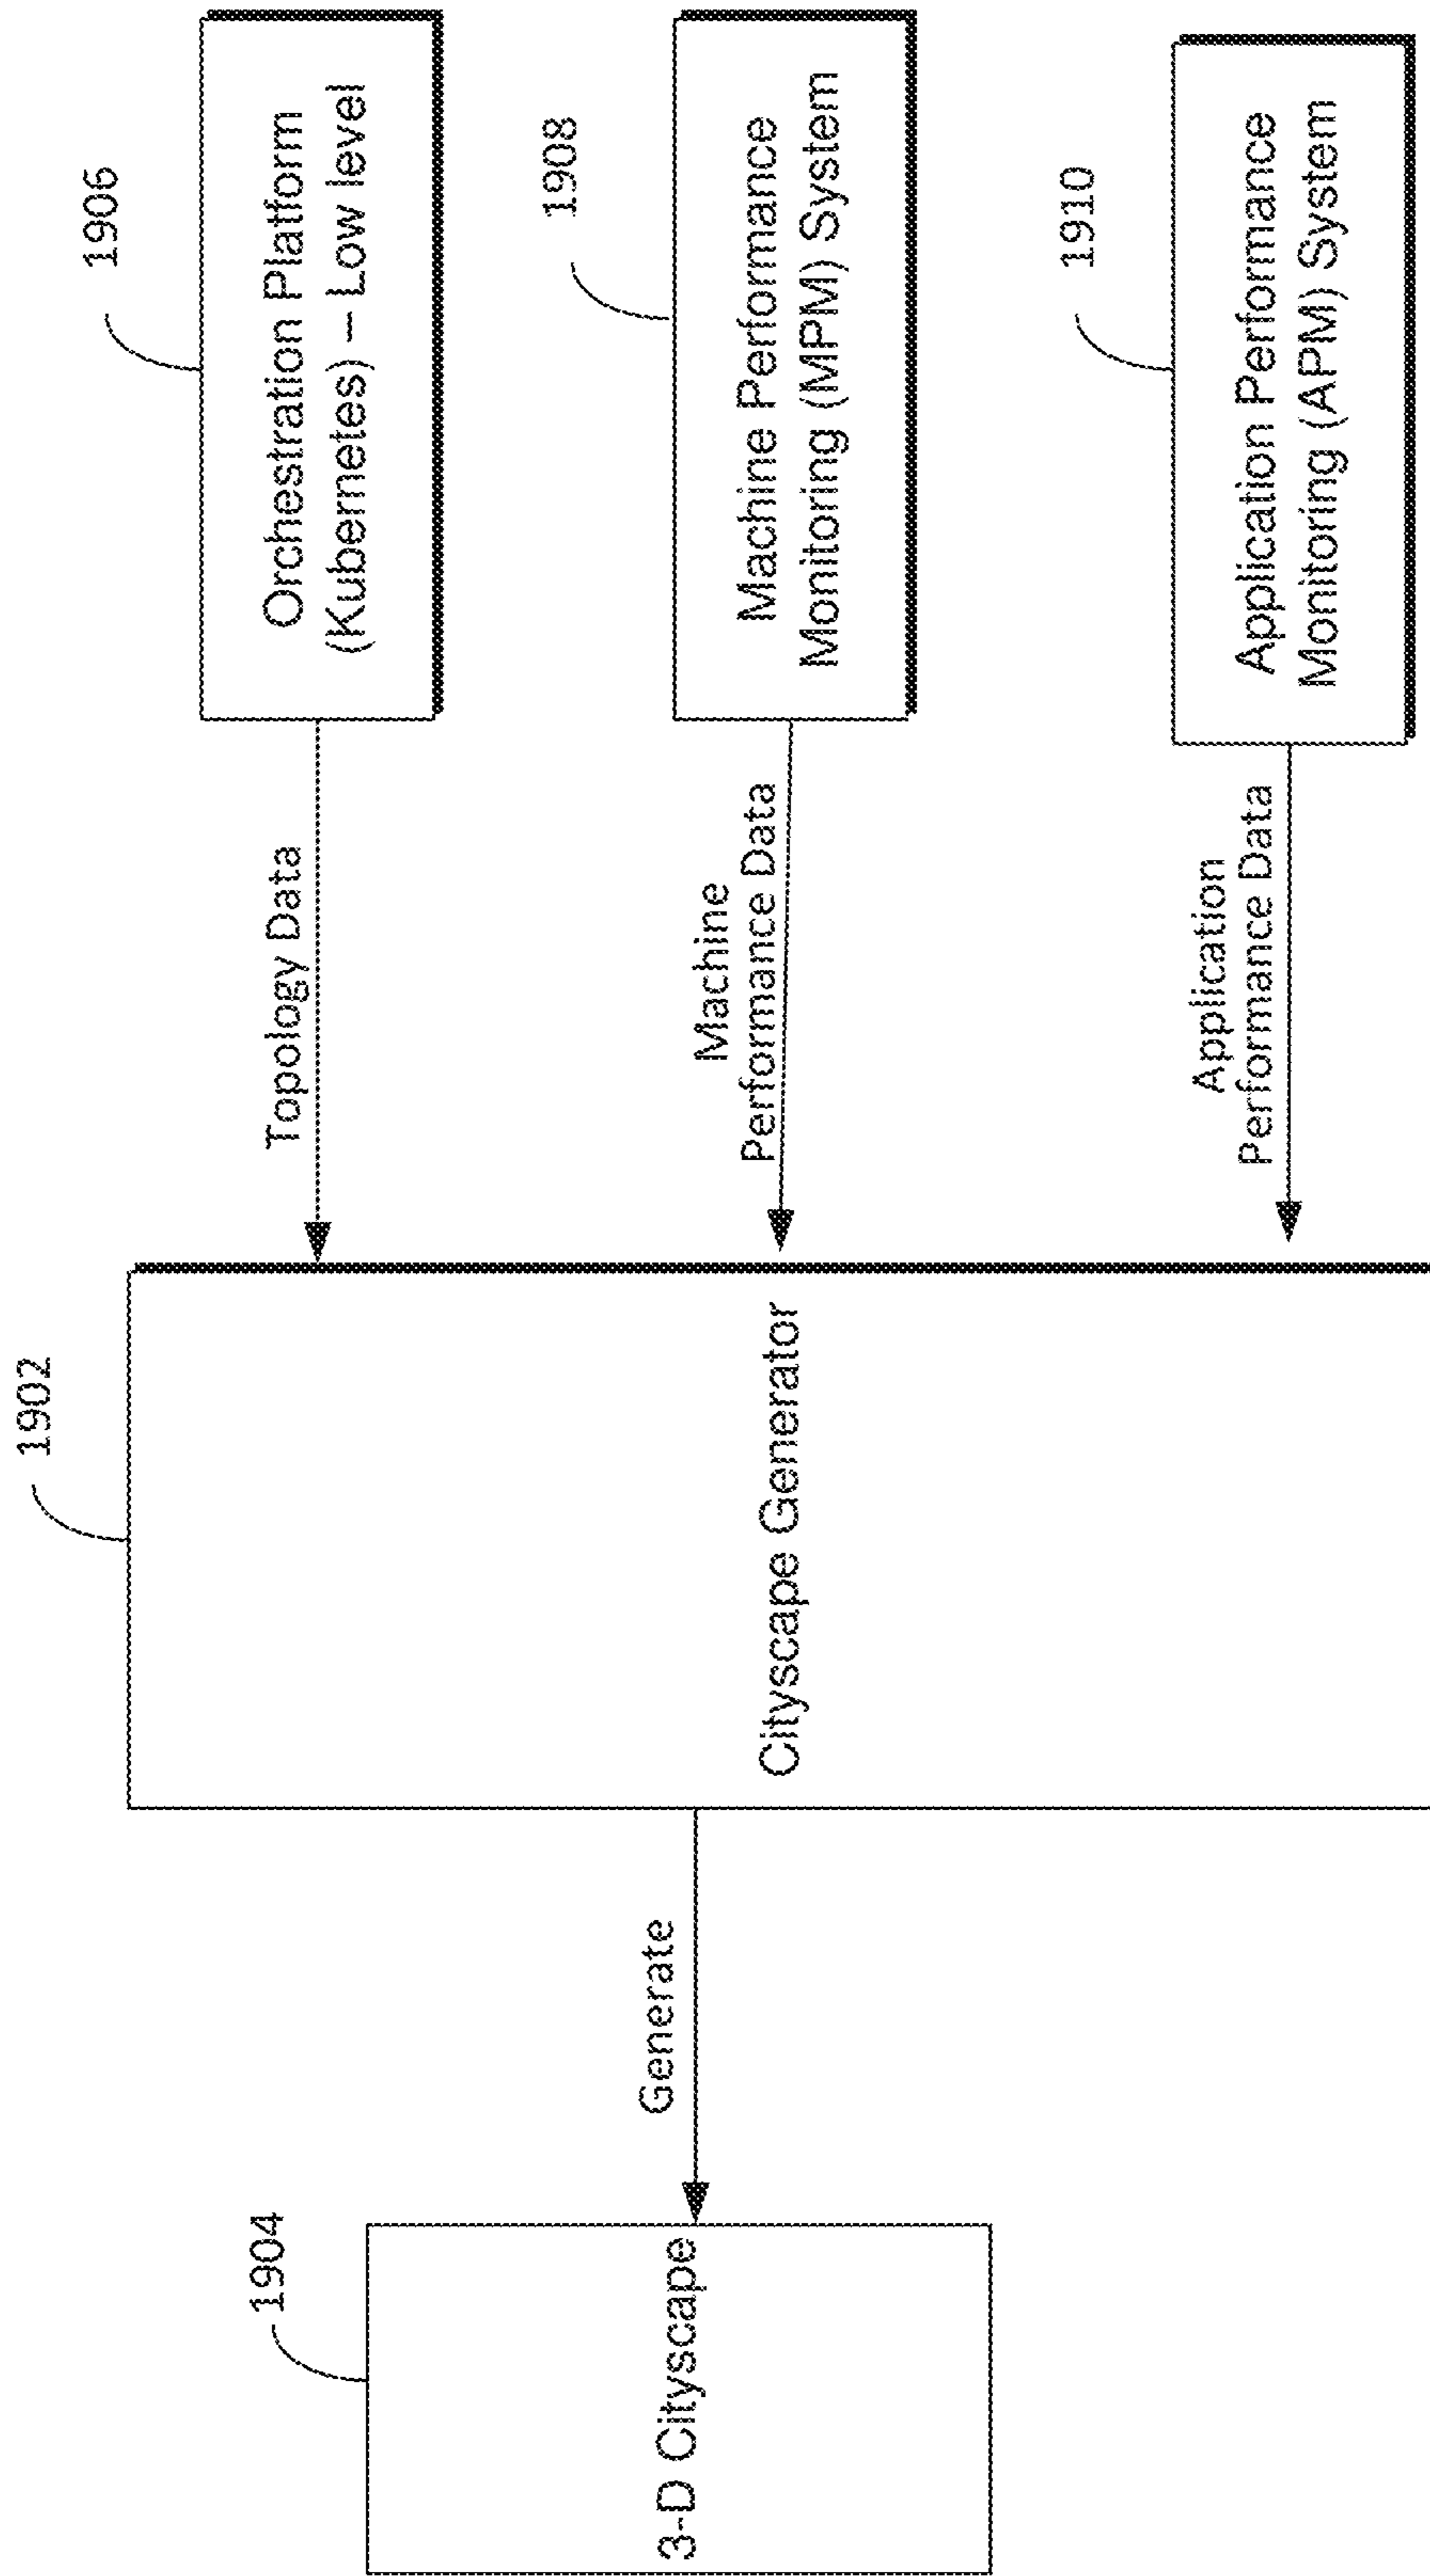 1902
1904
1906
1908
1910
3-D Cityscape
Generate
Cityscape Generator
Topology Data
Orchestration Platform
(Kubernetes) – Low level
Machine
Performance Data
Machine Performance
Monitoring (MPM) System
Application
Performance Data
Application Performance
Monitoring (APM) System